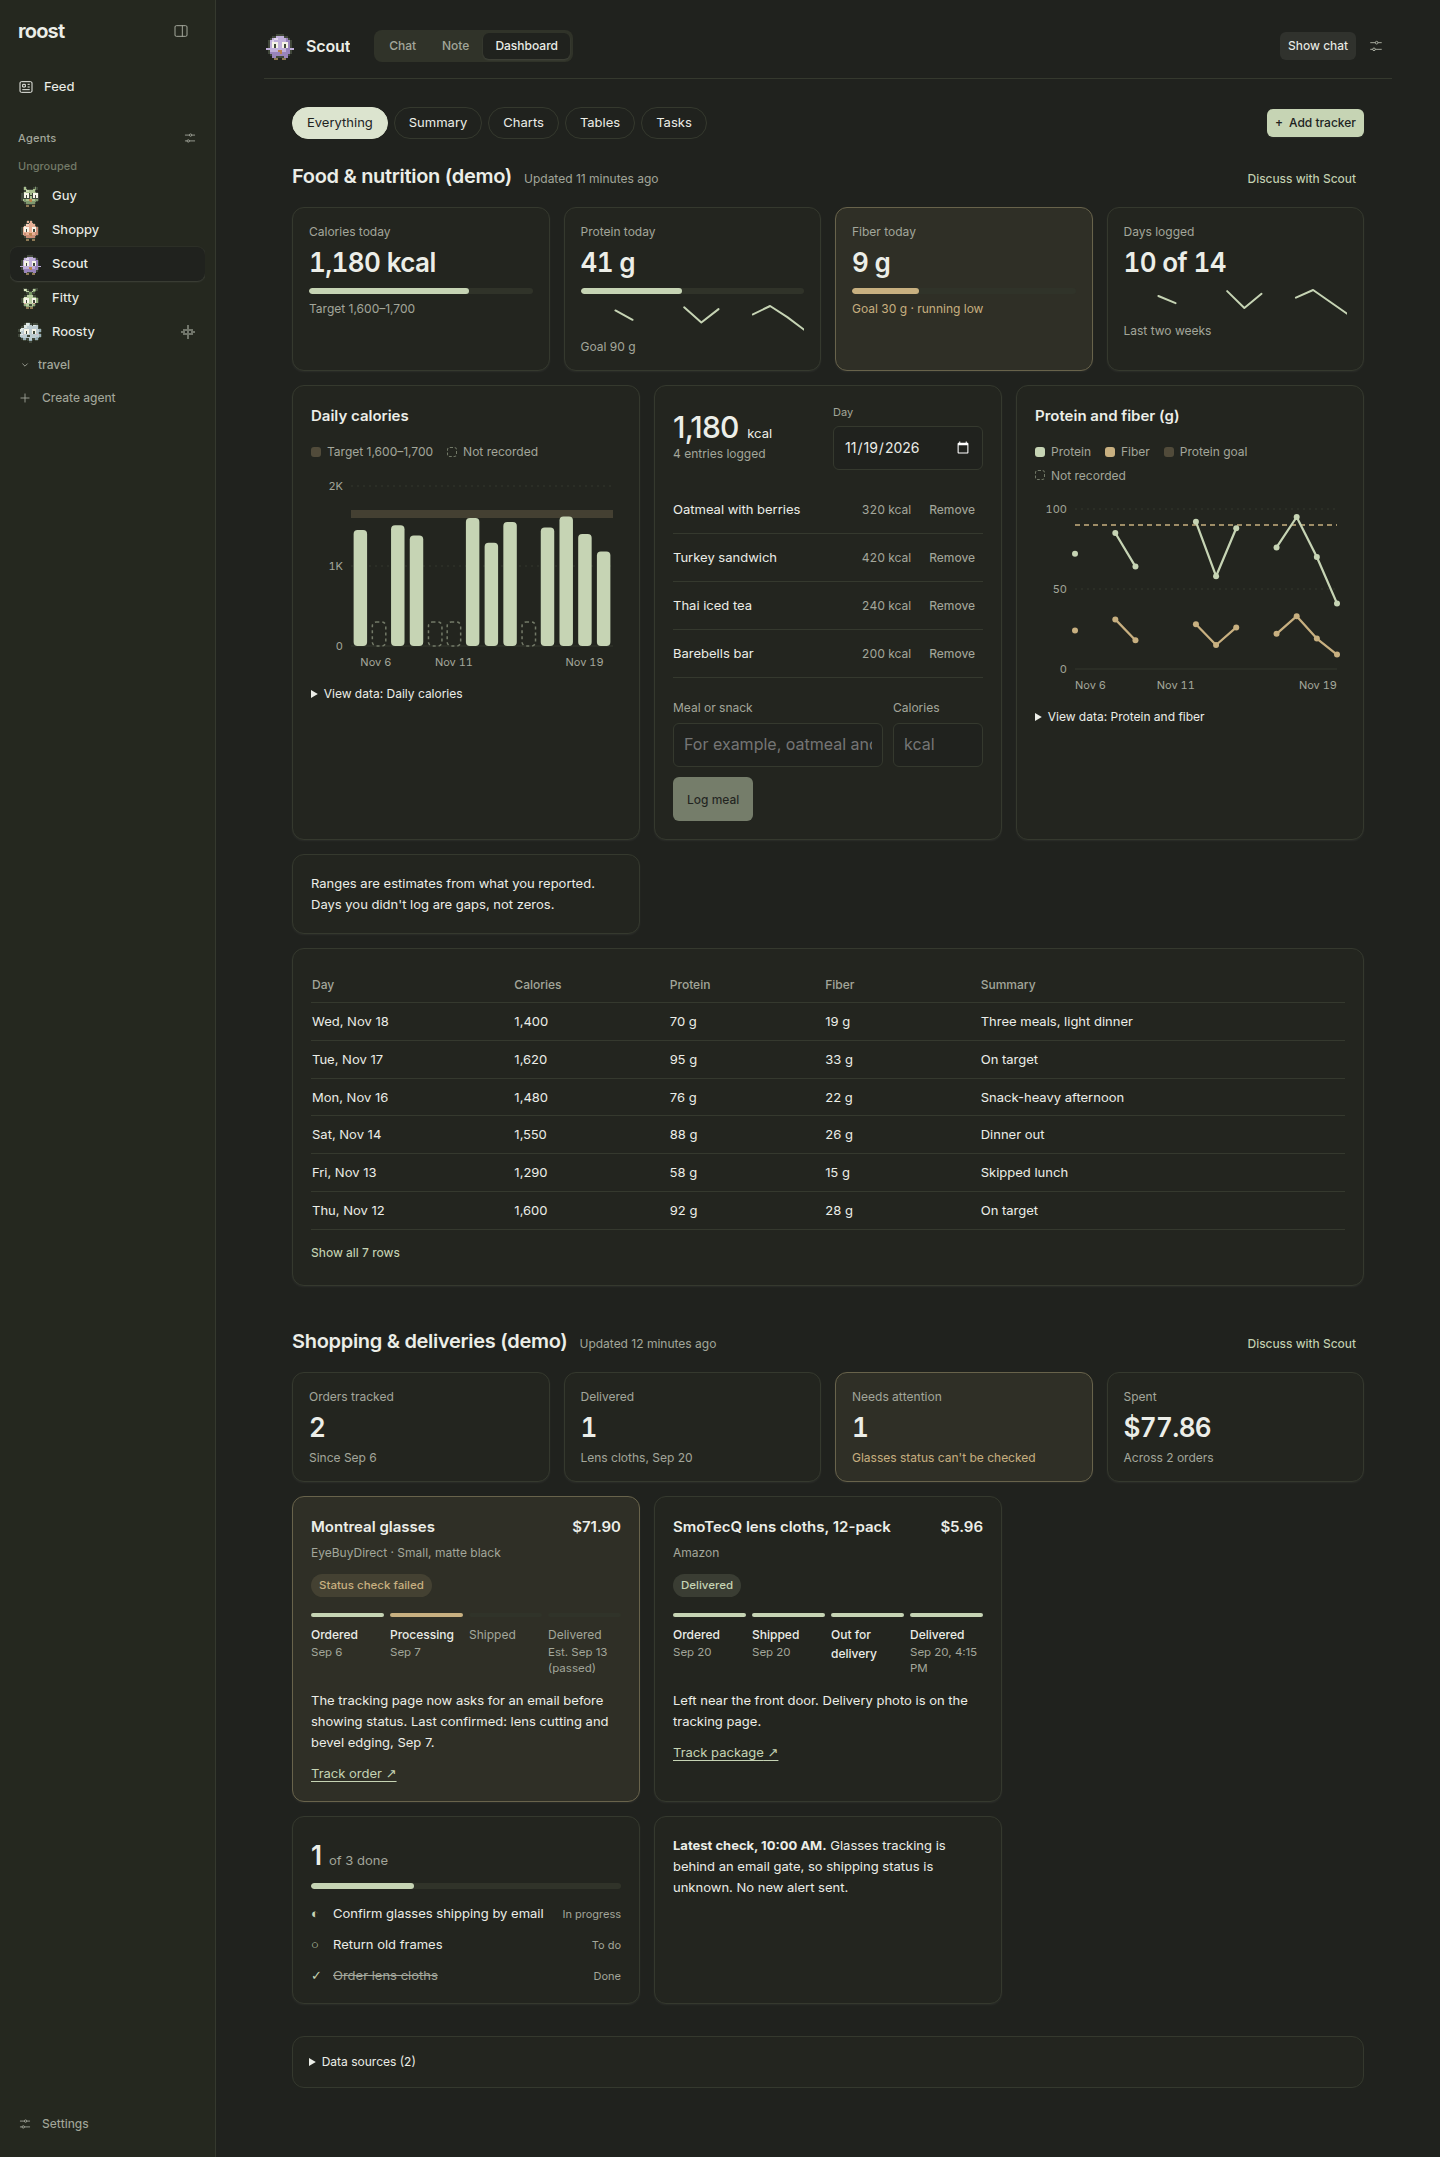 roost
Feed
Agents
Ungrouped
Guy
Shoppy
Scout
Fitty
Roosty
travel
Create agent
Settings
Scout
Chat Note Dashboard
Show chat
Everything Summary Charts Tables Tasks
+ Add tracker
Food & nutrition (demo) Updated 11 minutes ago
Discuss with Scout
Calories today
1,180 kcal
Target 1,600–1,700
Protein today
41 g
Goal 90 g
Fiber today
9 g
Goal 30 g · running low
Days logged
10 of 14
Last two weeks
Daily calories
Target 1,600–1,700 Not recorded
2K
1K
0
Nov 6 Nov 11 Nov 19
View data: Daily calories
1,180 kcal
4 entries logged
Day
11/19/2026
Oatmeal with berries 320 kcal Remove
Turkey sandwich 420 kcal Remove
Thai iced tea 240 kcal Remove
Barebells bar 200 kcal Remove
Meal or snack Calories
For example, oatmeal and kcal
Log meal
Protein and fiber (g)
Protein Fiber Protein goal
Not recorded
100
50
0
Nov 6 Nov 11 Nov 19
View data: Protein and fiber
Ranges are estimates from what you reported.
Days you didn't log are gaps, not zeros.
Day Calories Protein Fiber Summary
Wed, Nov 18 1,400 70 g 19 g Three meals, light dinner
Tue, Nov 17 1,620 95 g 33 g On target
Mon, Nov 16 1,480 76 g 22 g Snack-heavy afternoon
Sat, Nov 14 1,550 88 g 26 g Dinner out
Fri, Nov 13 1,290 58 g 15 g Skipped lunch
Thu, Nov 12 1,600 92 g 28 g On target
Show all 7 rows
Shopping & deliveries (demo) Updated 12 minutes ago
Discuss with Scout
Orders tracked
2
Since Sep 6
Delivered
1
Lens cloths, Sep 20
Needs attention
1
Glasses status can't be checked
Spent
$77.86
Across 2 orders
Montreal glasses $71.90
EyeBuyDirect · Small, matte black
Status check failed
Ordered Processing Shipped Delivered
Sep 6 Sep 7 Est. Sep 13
(passed)
The tracking page now asks for an email before
showing status. Last confirmed: lens cutting and
bevel edging, Sep 7.
Track order ↗
SmoTecQ lens cloths, 12-pack $5.96
Amazon
Delivered
Ordered Shipped Out for Delivered
Sep 20 Sep 20 delivery Sep 20, 4:15
PM
Left near the front door. Delivery photo is on the
tracking page.
Track package ↗
1 of 3 done
Confirm glasses shipping by email In progress
Return old frames To do
✓ Order lens cloths Done
Latest check, 10:00 AM. Glasses tracking is
behind an email gate, so shipping status is
unknown. No new alert sent.
Data sources (2)